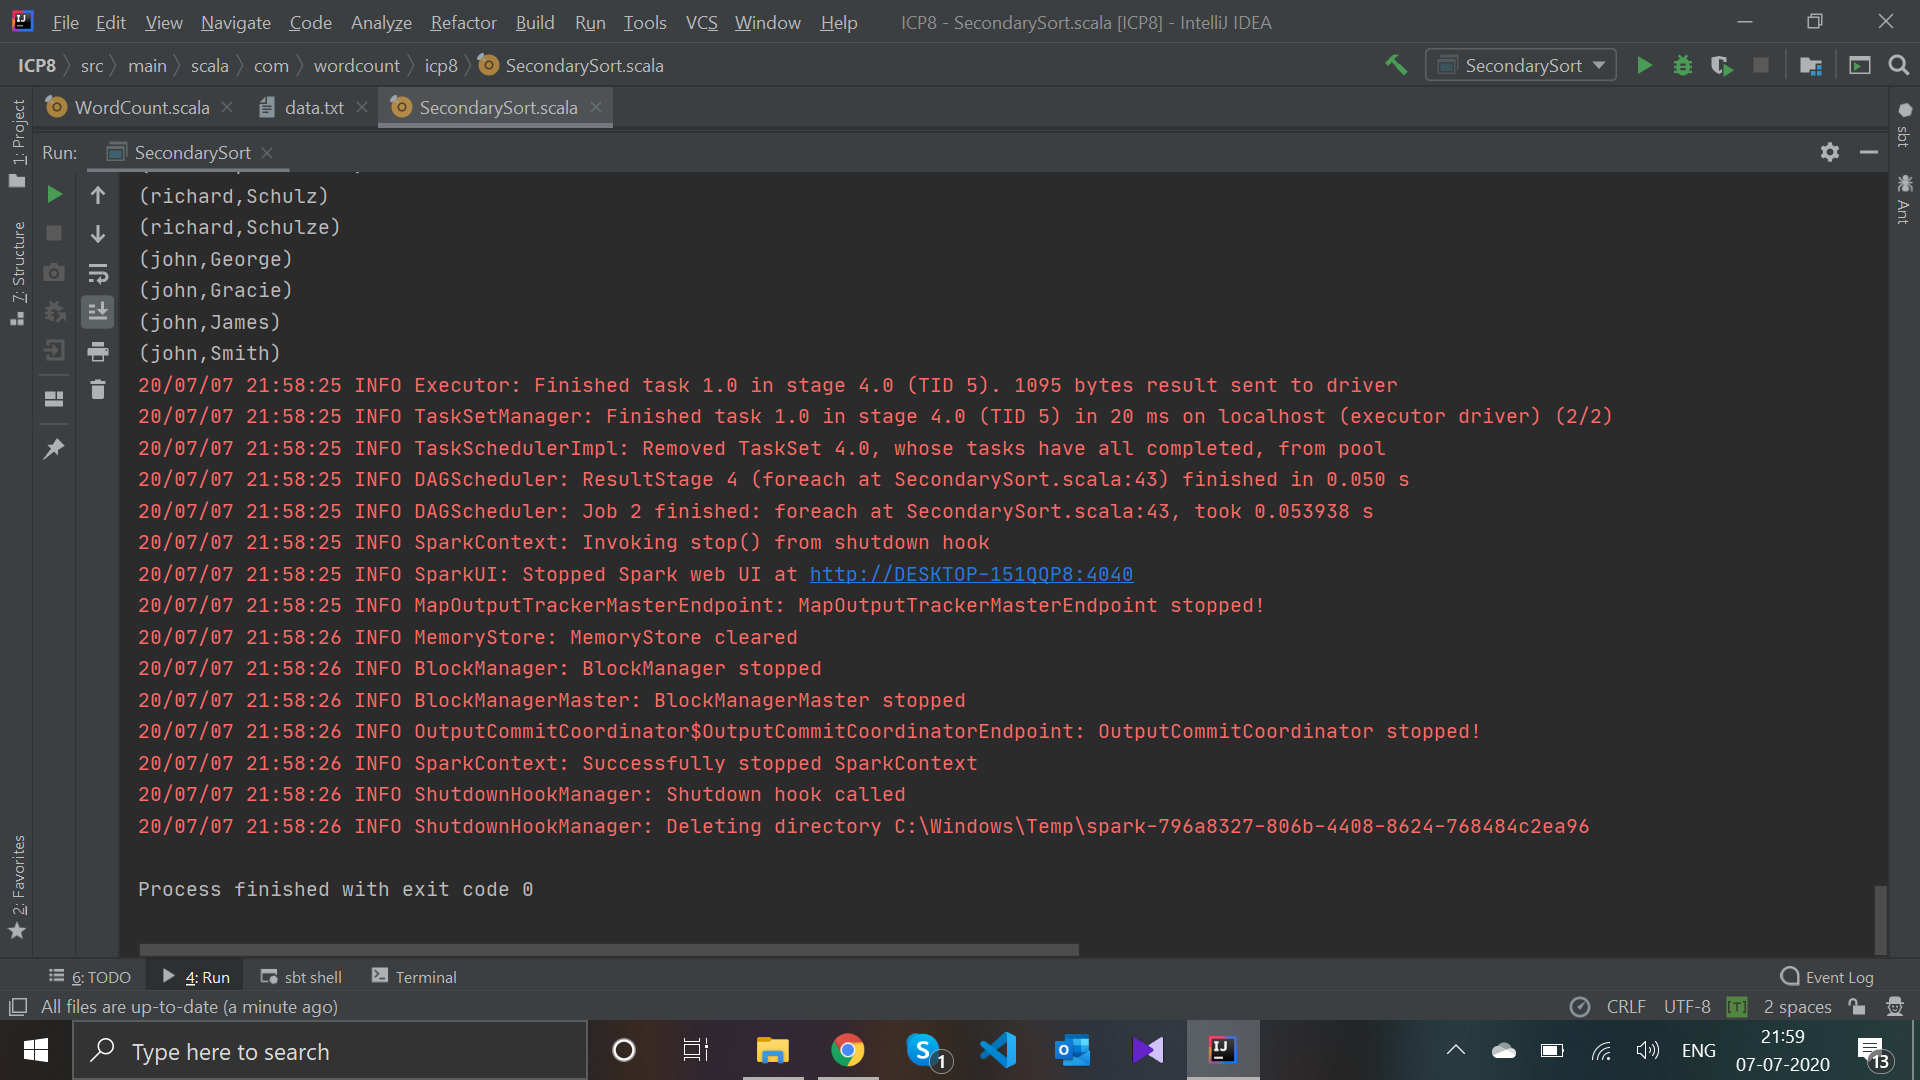 File Edit View Navigate Code Analyze Refactor Build Run Tools VCS Window Help ICP8 - SecondarySort.scala [ICP8] - IntelliJ IDEA
ICP8 src main scala com wordcount icp8 SecondarySort.scala SecondarySort
WordCount.scala data.txt SecondarySort.scala
Run: SecondarySort
1: Project
7: Structure
2: Favorites
sbt
Ant
(richard,Schulz)
(richard,Schulze)
(john,George)
(john,Gracie)
(john,James)
(john,Smith)
20/07/07 21:58:25 INFO Executor: Finished task 1.0 in stage 4.0 (TID 5). 1095 bytes result sent to driver
20/07/07 21:58:25 INFO TaskSetManager: Finished task 1.0 in stage 4.0 (TID 5) in 20 ms on localhost (executor driver) (2/2)
20/07/07 21:58:25 INFO TaskSchedulerImpl: Removed TaskSet 4.0, whose tasks have all completed, from pool
20/07/07 21:58:25 INFO DAGScheduler: ResultStage 4 (foreach at SecondarySort.scala:43) finished in 0.050 s
20/07/07 21:58:25 INFO DAGScheduler: Job 2 finished: foreach at SecondarySort.scala:43, took 0.053938 s
20/07/07 21:58:25 INFO SparkContext: Invoking stop() from shutdown hook
20/07/07 21:58:25 INFO SparkUI: Stopped Spark web UI at http://DESKTOP-151QQP8:4040
20/07/07 21:58:25 INFO MapOutputTrackerMasterEndpoint: MapOutputTrackerMasterEndpoint stopped!
20/07/07 21:58:26 INFO MemoryStore: MemoryStore cleared
20/07/07 21:58:26 INFO BlockManager: BlockManager stopped
20/07/07 21:58:26 INFO BlockManagerMaster: BlockManagerMaster stopped
20/07/07 21:58:26 INFO OutputCommitCoordinator$OutputCommitCoordinatorEndpoint: OutputCommitCoordinator stopped!
20/07/07 21:58:26 INFO SparkContext: Successfully stopped SparkContext
20/07/07 21:58:26 INFO ShutdownHookManager: Shutdown hook called
20/07/07 21:58:26 INFO ShutdownHookManager: Deleting directory C:\Windows\Temp\spark-796a8327-806b-4408-8624-768484c2ea96
Process finished with exit code 0
6: TODO 4: Run sbt shell Terminal Event Log
All files are up-to-date (a minute ago) CRLF UTF-8 [T] 2 spaces
Type here to search 1 ENG 21:59
07-07-2020 13